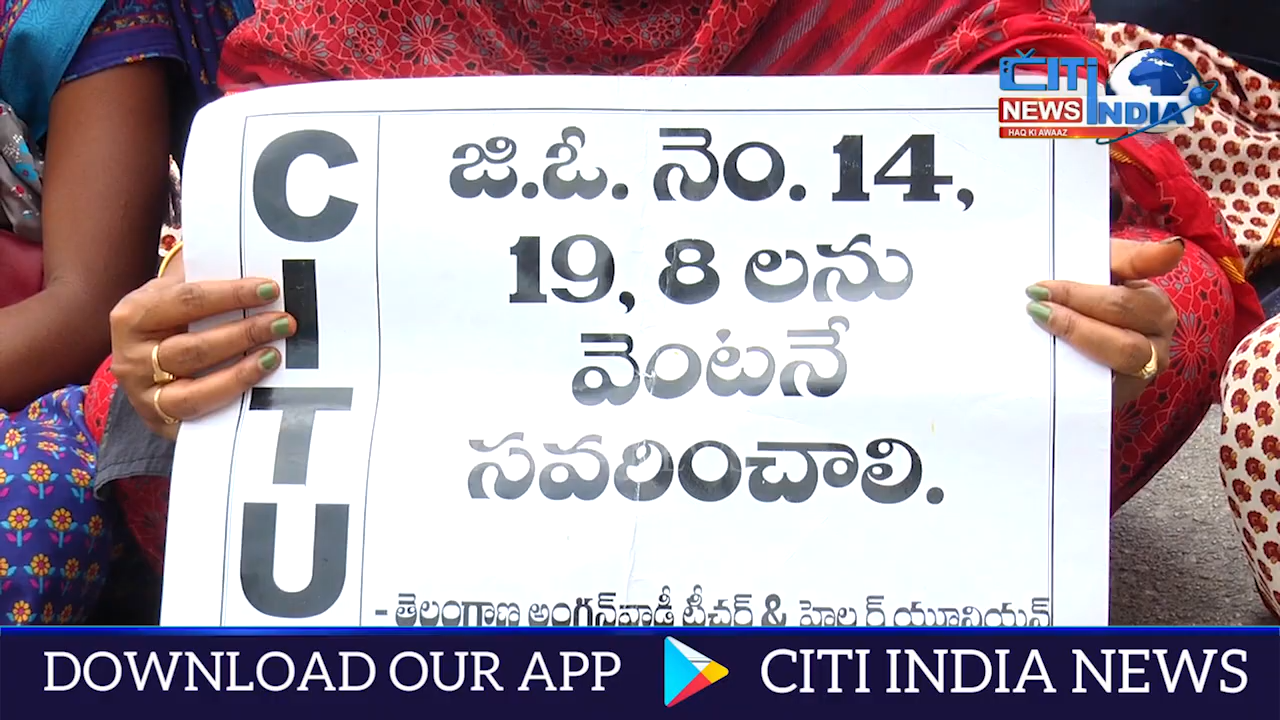 CITI
NEWS INDIA
HAQ KI AWAAZ
CITU
జి.ఓ. నెం. 14,
19, 8 లను
వెంటనే
సవరించాలి.
- తెలంగాణ అంగన్‌వాడీ టీచర్ & హెల్పర్ యూనియన్
DOWNLOAD OUR APP CITI INDIA NEWS